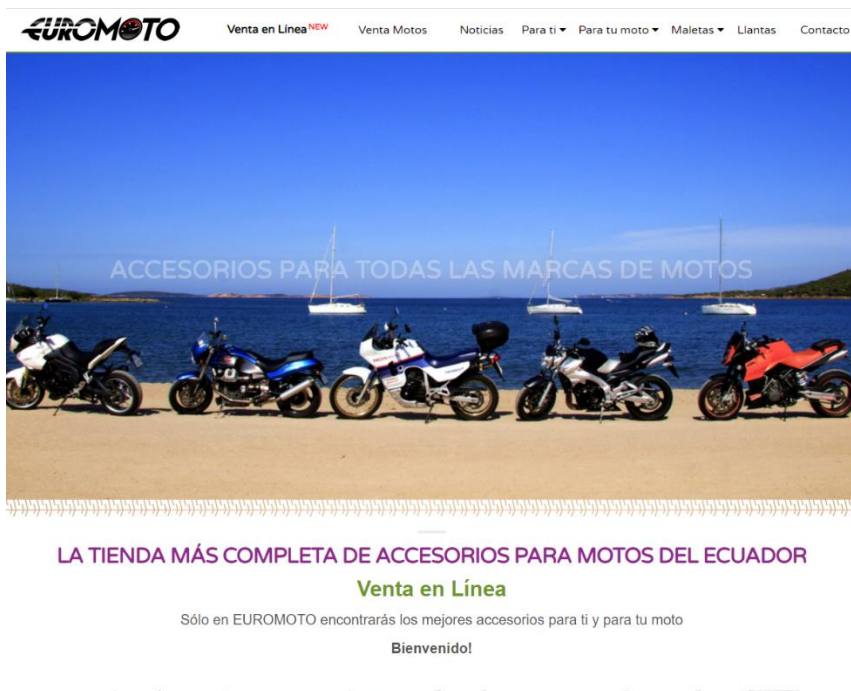 EUROMOTO
Venta en Línea NEW
Venta Motos
Noticias
Para ti
Para tu moto
Maletas
Llantas
Contacto
ACCESORIOS PARA TODAS LAS MARCAS DE MOTOS
HONDA
LA TIENDA MÁS COMPLETA DE ACCESORIOS PARA MOTOS DEL ECUADOR
Venta en Línea
Sólo en EUROMOTO encontrarás los mejores accesorios para ti y para tu moto
Bienvenido!